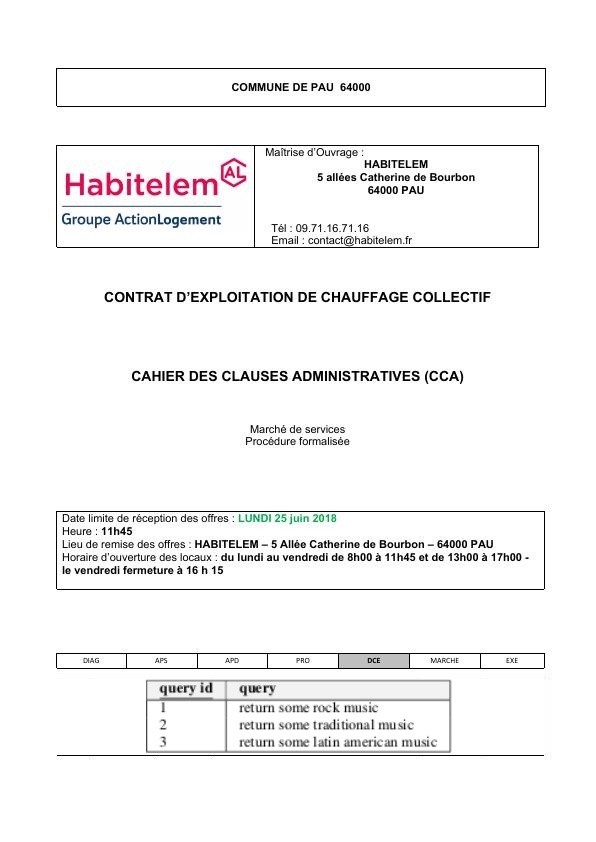 COMMUNE DE PAU 64000
Habitelem AL
Groupe ActionLogement
Maîtrise d'Ouvrage :
HABITELEM
5 allées Catherine de Bourbon
64000 PAU
Tél : 09.71.16.71.16
Email : contact@habitelem.fr
CONTRAT D'EXPLOITATION DE CHAUFFAGE COLLECTIF
CAHIER DES CLAUSES ADMINISTRATIVES (CCA)
Marché de services
Procédure formalisée
Date limite de réception des offres : LUNDI 25 juin 2018
Heure : 11h45
Lieu de remise des offres : HABITELEM – 5 Allée Catherine de Bourbon – 64000 PAU
Horaire d'ouverture des locaux : du lundi au vendredi de 8h00 à 11h45 et de 13h00 à 17h00 -
le vendredi fermeture à 16 h 15
DIAG APS APD PRO DCE MARCHE EXE
query id query
1 return some rock music
2 return some traditional music
3 return some latin american music